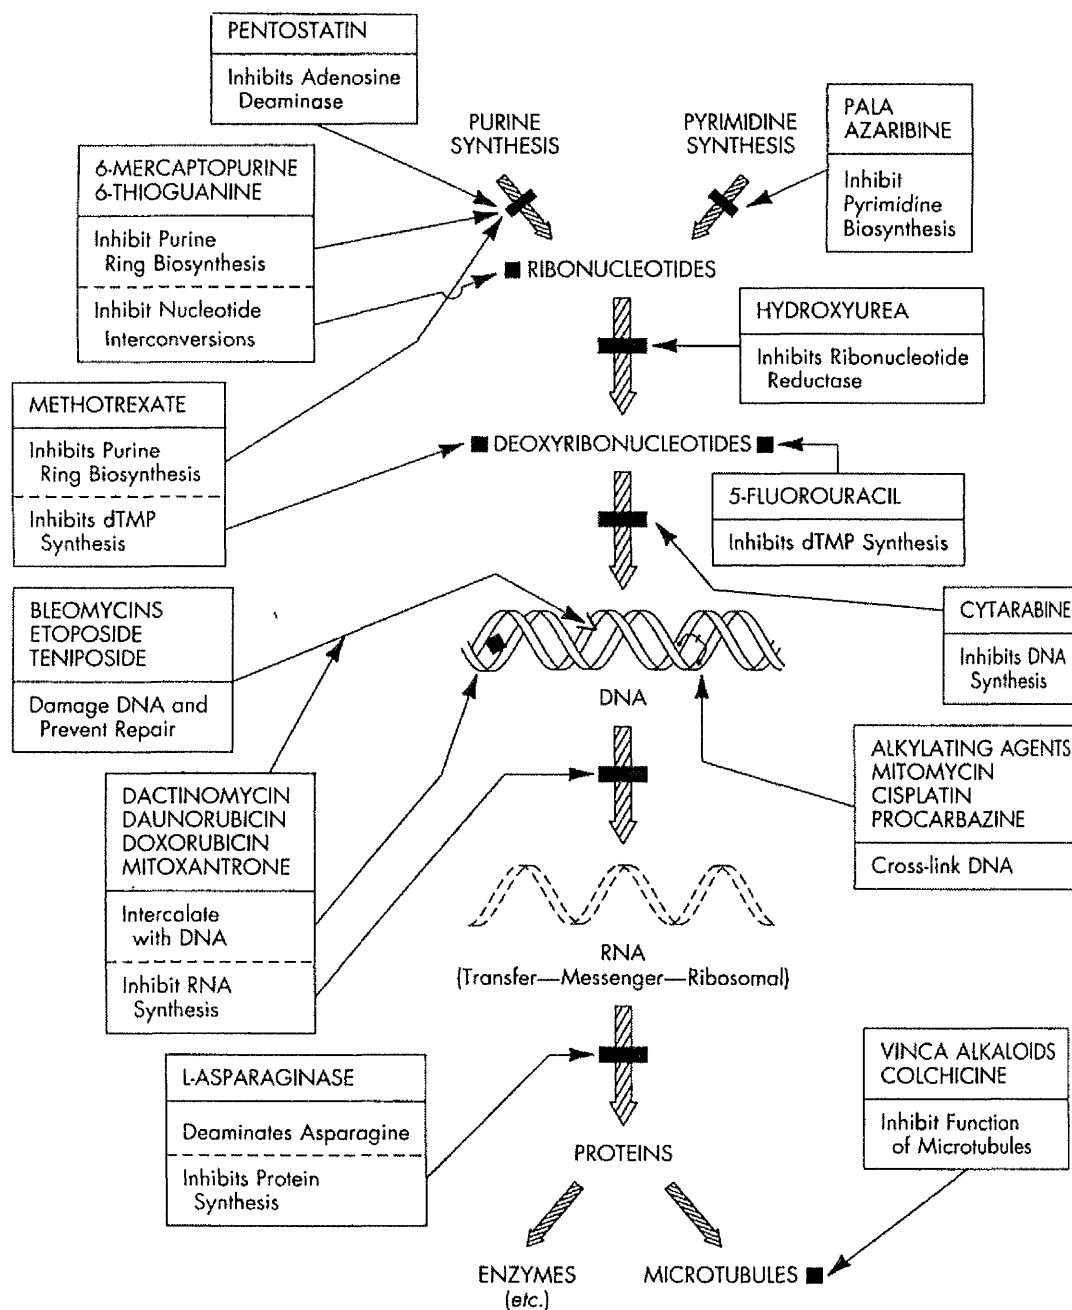 PENTOSTATIN
Inhibits Adenosine
Deaminase
PURINE
SYNTHESIS
PYRIMIDINE
SYNTHESIS
PALA
AZARIBINE
Inhibit
Pyrimidine
Biosynthesis
6-MERCAPTOPURINE
6-THIOGUANINE
Inhibit Purine
Ring Biosynthesis
Inhibit Nucleotide
Interconversions
RIBONUCLEOTIDES
HYDROXYUREA
Inhibits Ribonucleotide
Reductase
METHOTREXATE
Inhibits Purine
Ring Biosynthesis
Inhibits dTMP
Synthesis
DEOXYRIBONUCLEOTIDES
5-FLUOROURACIL
Inhibits dTMP Synthesis
BLEOMYCINS
ETOPOSIDE
TENIPOSIDE
Damage DNA and
Prevent Repair
CYTARABINE
Inhibits DNA
Synthesis
DNA
ALKYLATING AGENTS
MITOMYCIN
CISPLATIN
PROCARBAZINE
Cross-link DNA
DACTINOMYCIN
DAUNORUBICIN
DOXORUBICIN
MITOXANTRONE
Intercalate
with DNA
Inhibit RNA
Synthesis
RNA
(Transfer—Messenger—Ribosomal)
L-ASPARAGINASE
Deaminates Asparagine
Inhibits Protein
Synthesis
VINCA ALKALOIDS
COLCHICINE
Inhibit Function
of Microtubules
PROTEINS
ENZYMES
(etc.)
MICROTUBULES